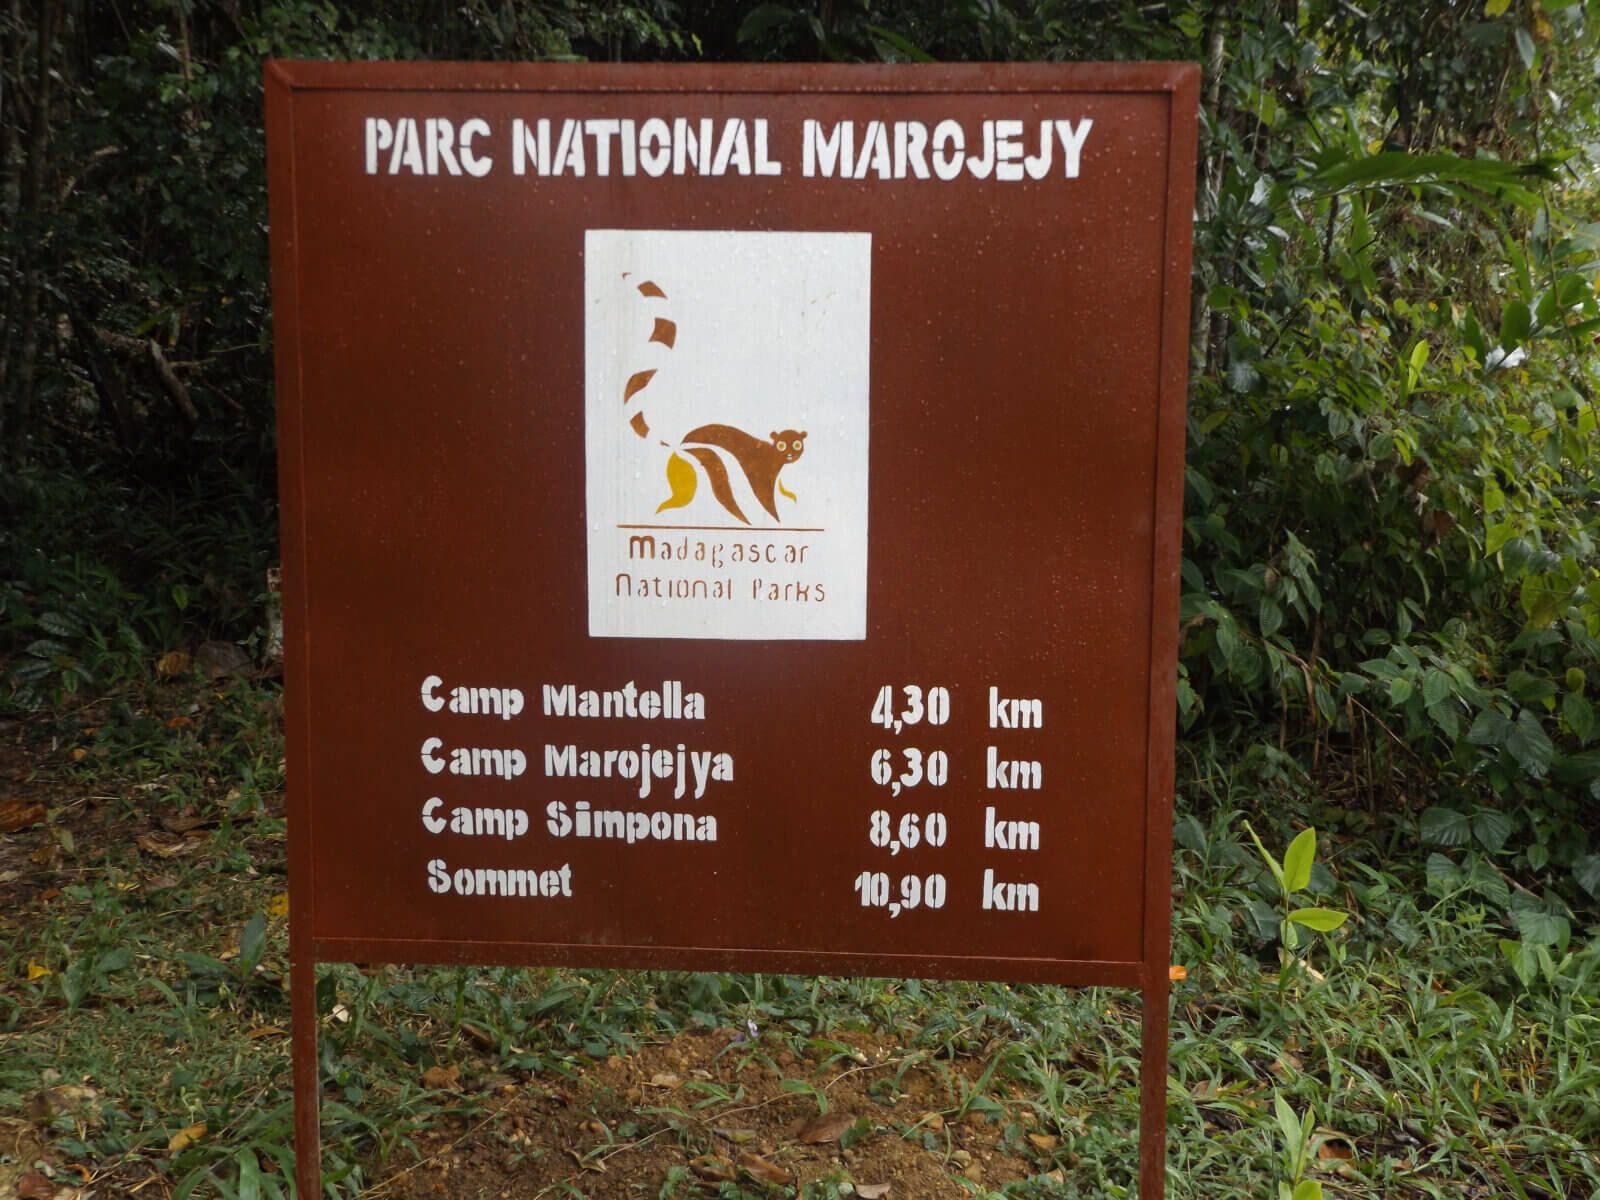 PARC NATIONAL MAROJEJY
Madagascar
National Parks
Camp Mantella 4,30 km
Camp Marojejya 6,30 km
Camp Simpona 8,60 km
Sommet 10,90 km